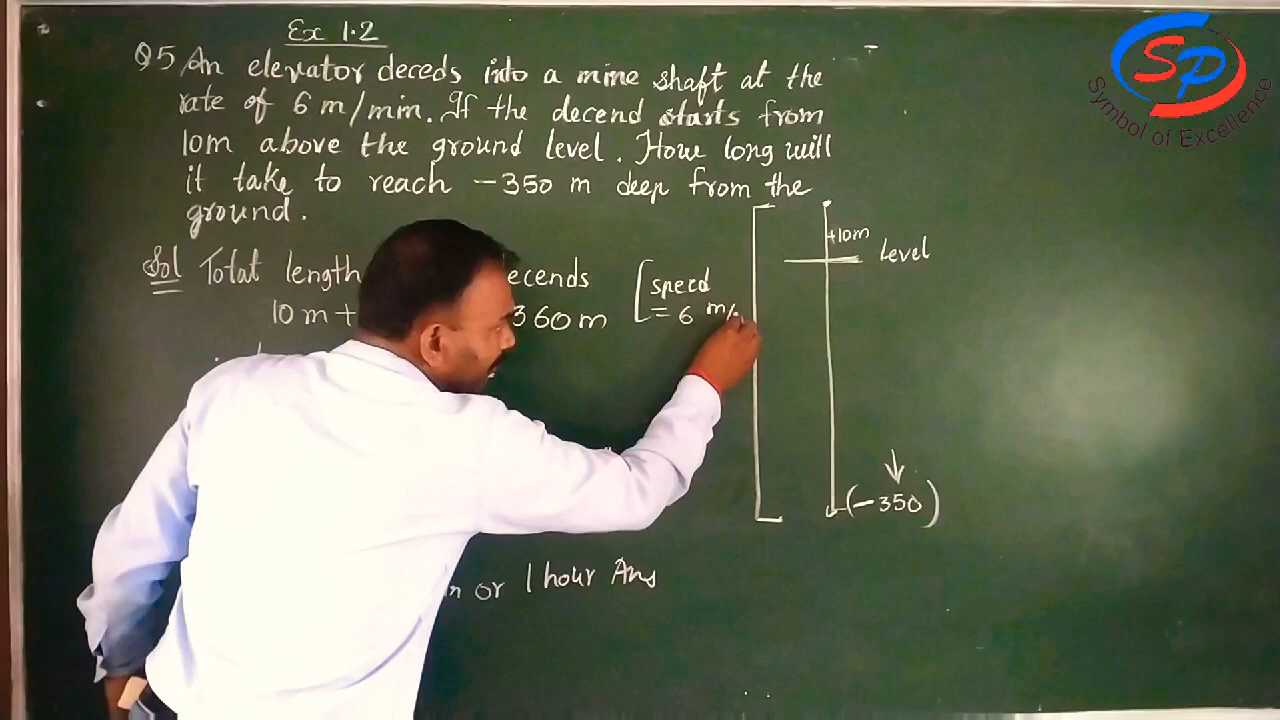 Ex 1.2
Q5 An elevator deceds into a mine shaft at the
rate of 6 m/min. If the decend starts from
10m above the ground level. How long will
it take to reach -350 m deep from the
ground.
Sol Total length ecends
10m+ 360m
[speed
= 6 m/
+10m
Level
(-350)
or 1 hour Ans
SP
Symbol of Excellence